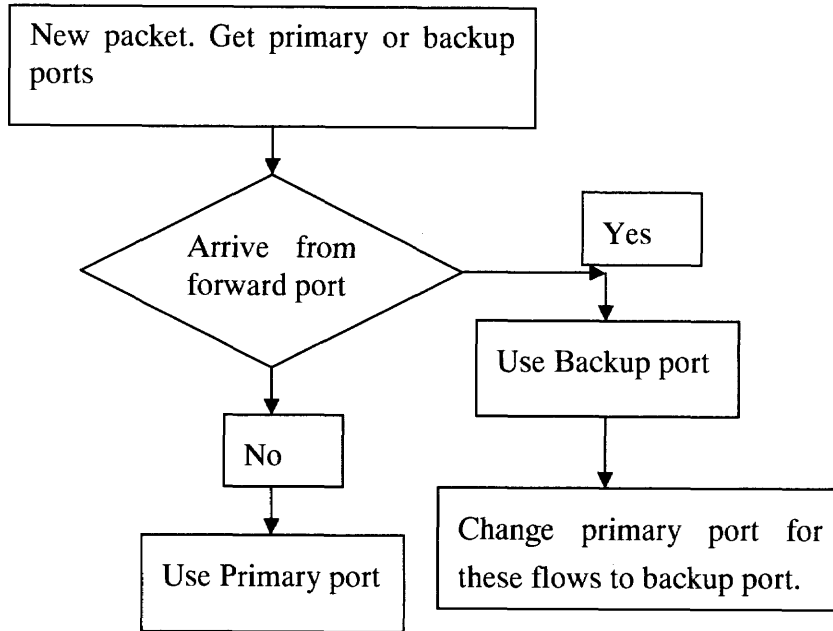 New packet. Get primary or backup
ports
Arrive from
forward port
Yes
Use Backup port
No
Change primary port for
these flows to backup port.
Use Primary port